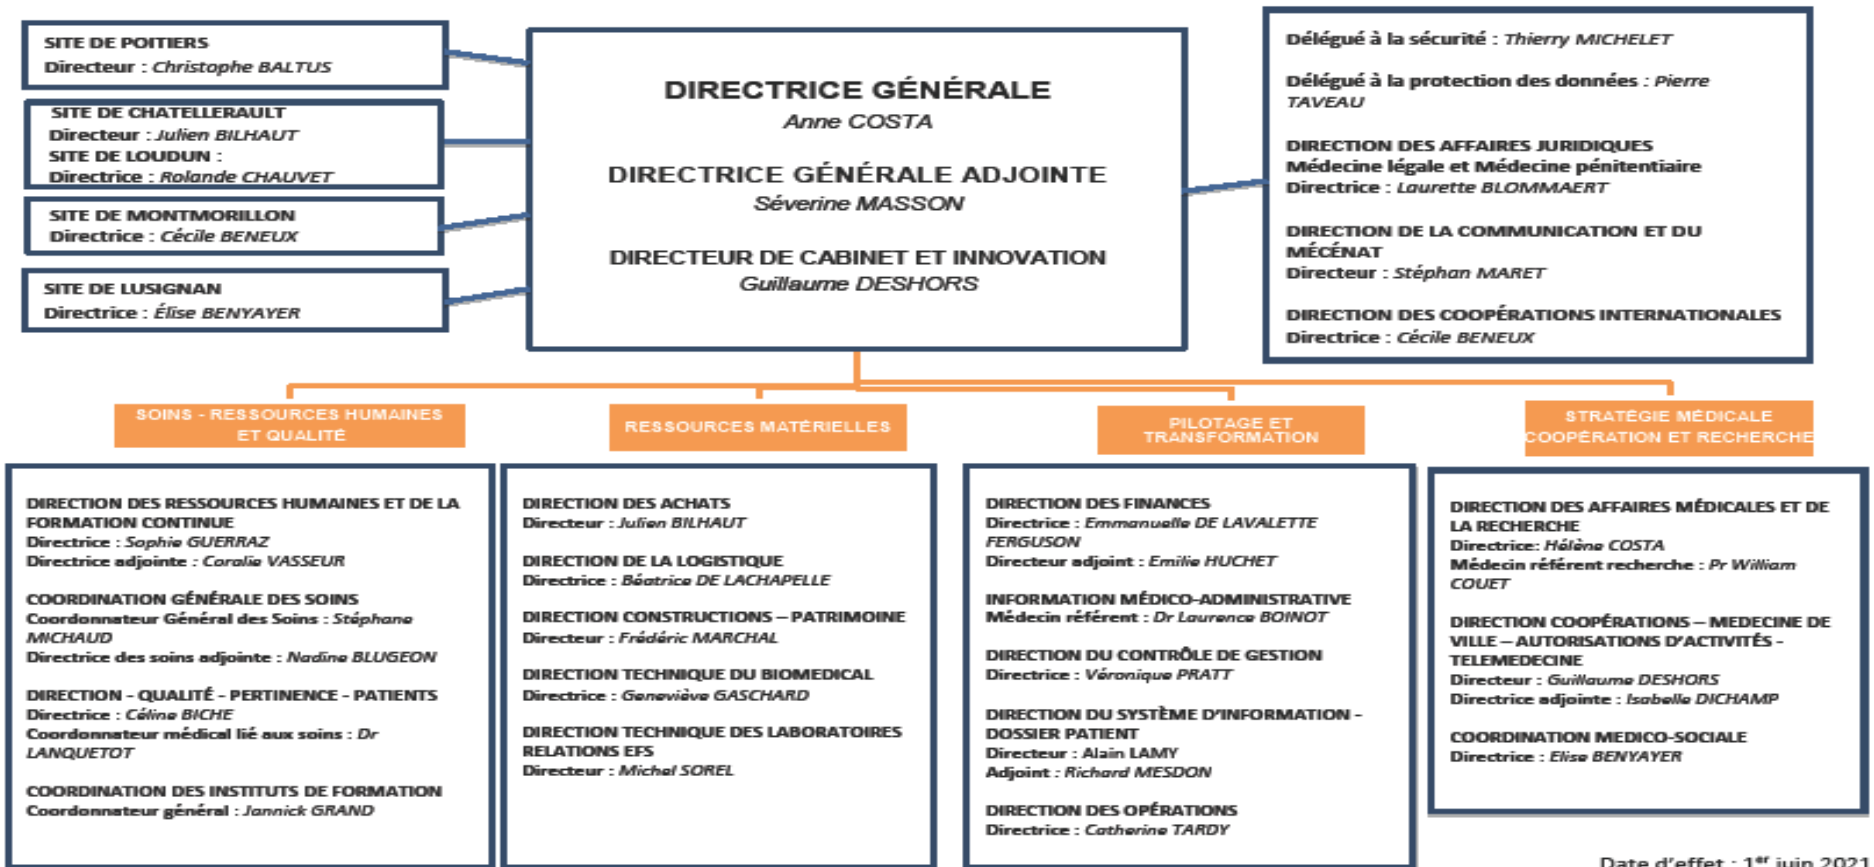 SITE DE POITIERS
Directeur : Christophe BALTUS
SITE DE CHATELLERAULT
Directeur : Julien BILHAUT
SITE DE LOUDUN :
Directrice : Rolande CHAUVET
SITE DE MONTMORILLON
Directrice : Cécile BENEUX
SITE DE LUSIGNAN
Directrice : Élise BENYAYER
DIRECTRICE GÉNÉRALE
Anne COSTA
DIRECTRICE GÉNÉRALE ADJOINTE
Séverine MASSON
DIRECTEUR DE CABINET ET INNOVATION
Guillaume DESHORS
Délégué à la sécurité : Thierry MICHELET
Délégué à la protection des données : Pierre
TAVEAU
DIRECTION DES AFFAIRES JURIDIQUES
Médecine légale et Médecine pénitentiaire
Directrice : Laurette BLOMMAERT
DIRECTION DE LA COMMUNICATION ET DU
MÉCÉNAT
Directeur : Stéphan MARET
DIRECTION DES COOPÉRATIONS INTERNATIONALES
Directrice : Cécile BENEUX
SOINS - RESSOURCES HUMAINES
ET QUALITÉ
DIRECTION DES RESSOURCES HUMAINES ET DE LA
FORMATION CONTINUE
Directrice : Sophie GUERRAZ
Directrice adjointe : Coralie VASSEUR
COORDINATION GÉNÉRALE DES SOINS
Coordonnateur Général des Soins : Stéphane
MICHAUD
Directrice des soins adjointe : Nadine BLUGEON
DIRECTION - QUALITÉ - PERTINENCE - PATIENTS
Directrice : Céline BICHE
Coordonnateur médical lié aux soins : Dr
LANQUETOT
COORDINATION DES INSTITUTS DE FORMATION
Coordonnateur général : Jannick GRAND
RESSOURCES MATÉRIELLES
DIRECTION DES ACHATS
Directeur : Julien BILHAUT
DIRECTION DE LA LOGISTIQUE
Directrice : Béatrice DE LACHAPELLE
DIRECTION CONSTRUCTIONS – PATRIMOINE
Directeur : Frédéric MARCHAL
DIRECTION TECHNIQUE DU BIOMEDICAL
Directrice : Geneviève GASCHARD
DIRECTION TECHNIQUE DES LABORATOIRES
RELATIONS EFS
Directeur : Michel SOREL
PILOTAGE ET
TRANSFORMATION
DIRECTION DES FINANCES
Directrice : Emmanuelle DE LAVALETTE
FERGUSON
Directeur adjoint : Emilie HUCHET
INFORMATION MÉDICO-ADMINISTRATIVE
Médecin référent : Dr Laurence BOINOT
DIRECTION DU CONTRÔLE DE GESTION
Directrice : Véronique PRATT
DIRECTION DU SYSTÈME D'INFORMATION -
DOSSIER PATIENT
Directeur : Alain LAMY
Adjoint : Richard MESDON
DIRECTION DES OPÉRATIONS
Directrice : Catherine TARDY
STRATÉGIE MÉDICALE
COOPÉRATION ET RECHERCHE
DIRECTION DES AFFAIRES MÉDICALES ET DE
LA RECHERCHE
Directrice: Hélène COSTA
Médecin référent recherche : Pr William
COUET
DIRECTION COOPÉRATIONS – MEDECINE DE
VILLE – AUTORISATIONS D'ACTIVITÉS -
TELEMEDECINE
Directeur : Guillaume DESHORS
Directrice adjointe : Isabelle DICHAMP
COORDINATION MEDICO-SOCIALE
Directrice : Elise BENYAYER
Date d'effet : 1er juin 2021